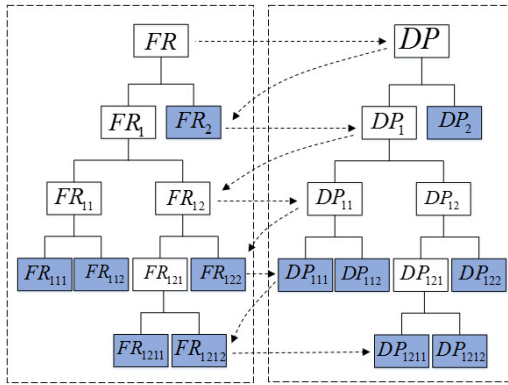 FR DP
FR₁ FR₂ DP₁ DP₂
FR₁₁ FR₁₂ DP₁₁ DP₁₂
FR₁₁₁ FR₁₁₂ FR₁₂₁ FR₁₂₂ DP₁₁₁ DP₁₁₂ DP₁₂₁ DP₁₂₂
FR₁₂₁₁ FR₁₂₁₂ DP₁₂₁₁ DP₁₂₁₂